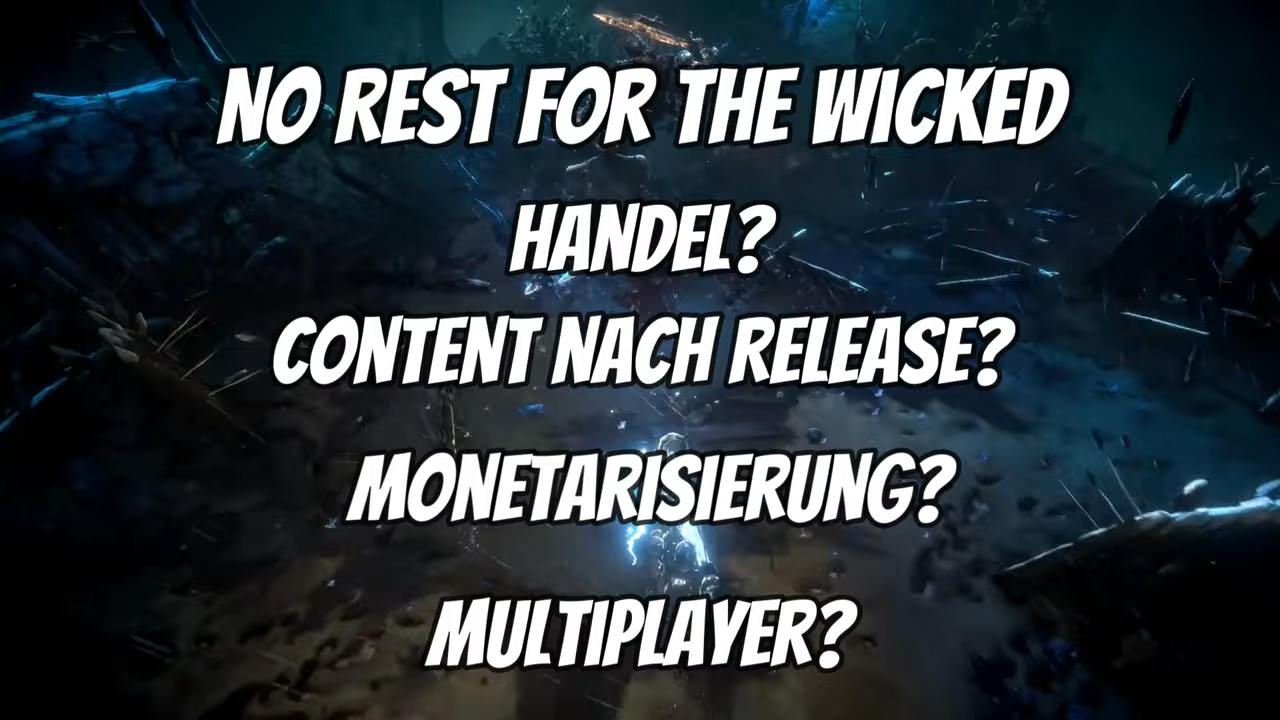 NO REST FOR THE WICKED
HANDEL?
CONTENT NACH RELEASE?
MONETARISIERUNG?
MULTIPLAYER?